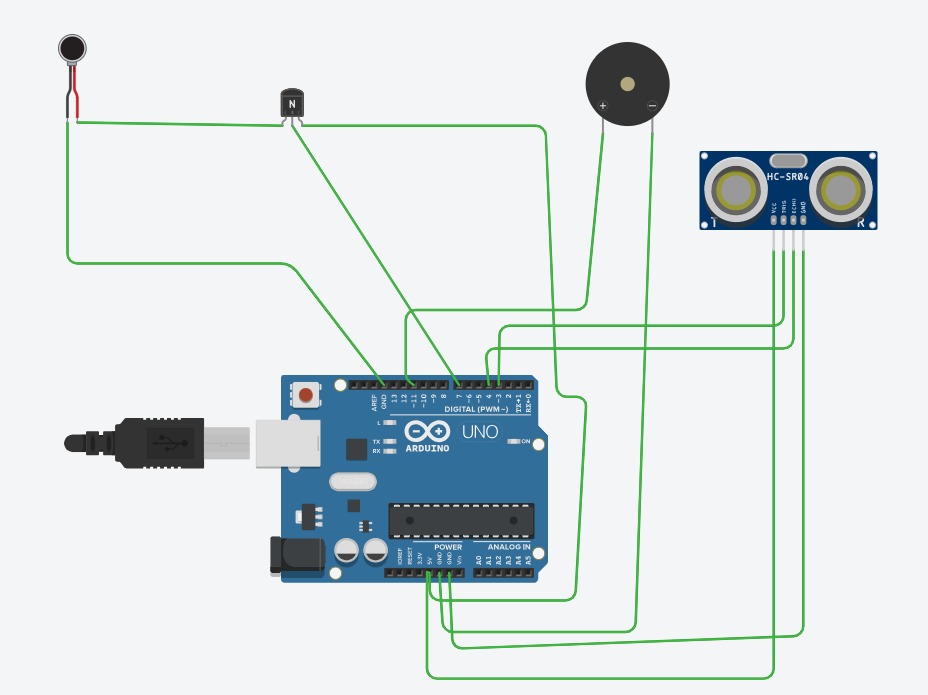 N
+
−
HC-SR04
VCC
TRIG
ECHO
GND
T
R
AREF
GND
13
12
~11
~10
~9
8
7
~6
~5
4
~3
2
TX→1
RX←0
DIGITAL (PWM~)
L
TX
RX
UNO
ON
ARDUINO
POWER
ANALOG IN
IOREF
RESET
3.3V
5V
GND
GND
Vin
A0
A1
A2
A3
A4
A5